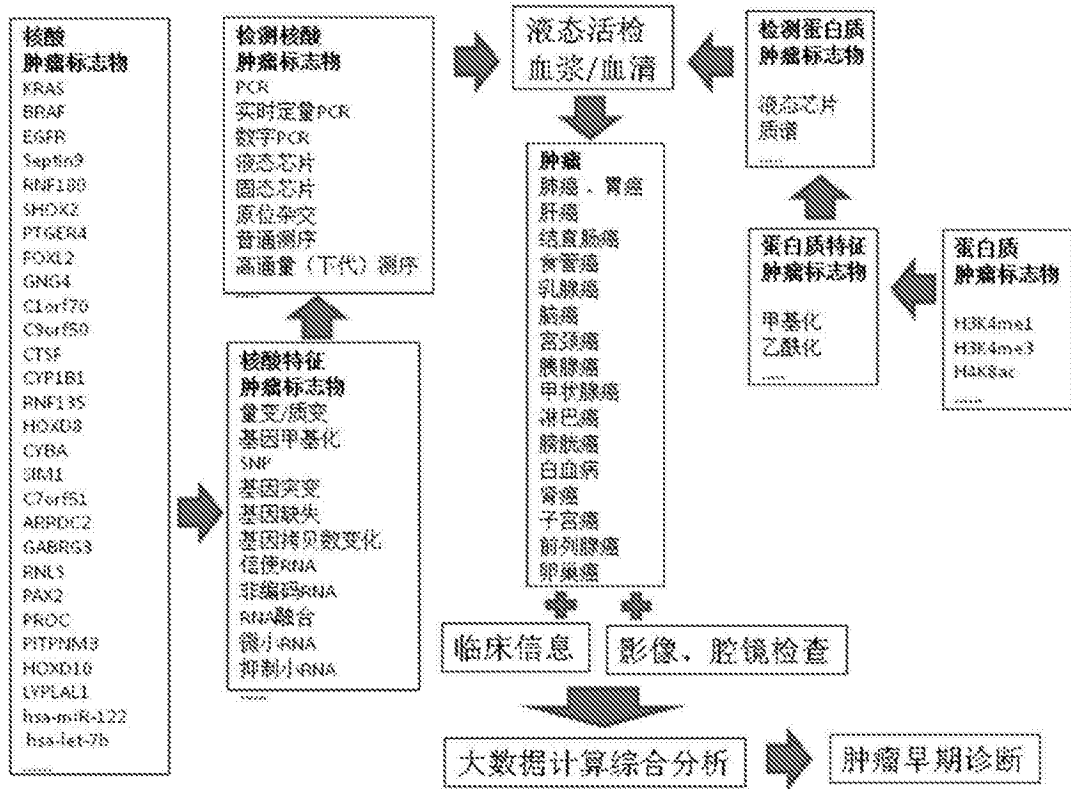 核酸
肿瘤标志物
KRAS
BRAF
EGFR
Septin9
RNF180
SHOX2
PTGER4
FOXL2
GNG4
C1orf70
C9orf50
CTSF
CYP1B1
RNF135
HOXD8
CYBA
SIM1
C7orf51
ARRDC2
GABRG3
RNLS
PAX2
PROC
PITPNM3
HOXD10
LYPLAL1
hsa-miR-122
hsa-let-7b
......
检测核酸
肿瘤标志物
PCR
实时定量PCR
数字PCR
液态芯片
固态芯片
原位杂交
普通测序
高通量（下代）测序
......
核酸特征
肿瘤标志物
量变/质变
基因甲基化
SNP
基因突变
基因缺失
基因拷贝数变化
信使RNA
非编码RNA
RNA融合
微小RNA
抑制小RNA
......
液态活检
血浆/血清
肿瘤
肺癌、胃癌
肝癌
结直肠癌
食管癌
乳腺癌
脑癌
宫颈癌
胰腺癌
甲状腺癌
淋巴癌
膀胱癌
白血病
肾癌
子宫癌
前列腺癌
卵巢癌
检测蛋白质
肿瘤标志物
液态芯片
质谱
......
蛋白质特征
肿瘤标志物
甲基化
乙酰化
......
蛋白质
肿瘤标志物
H3K4me1
H3K4me3
H4K8ac
......
临床信息
影像、腔镜检查
大数据计算综合分析
肿瘤早期诊断